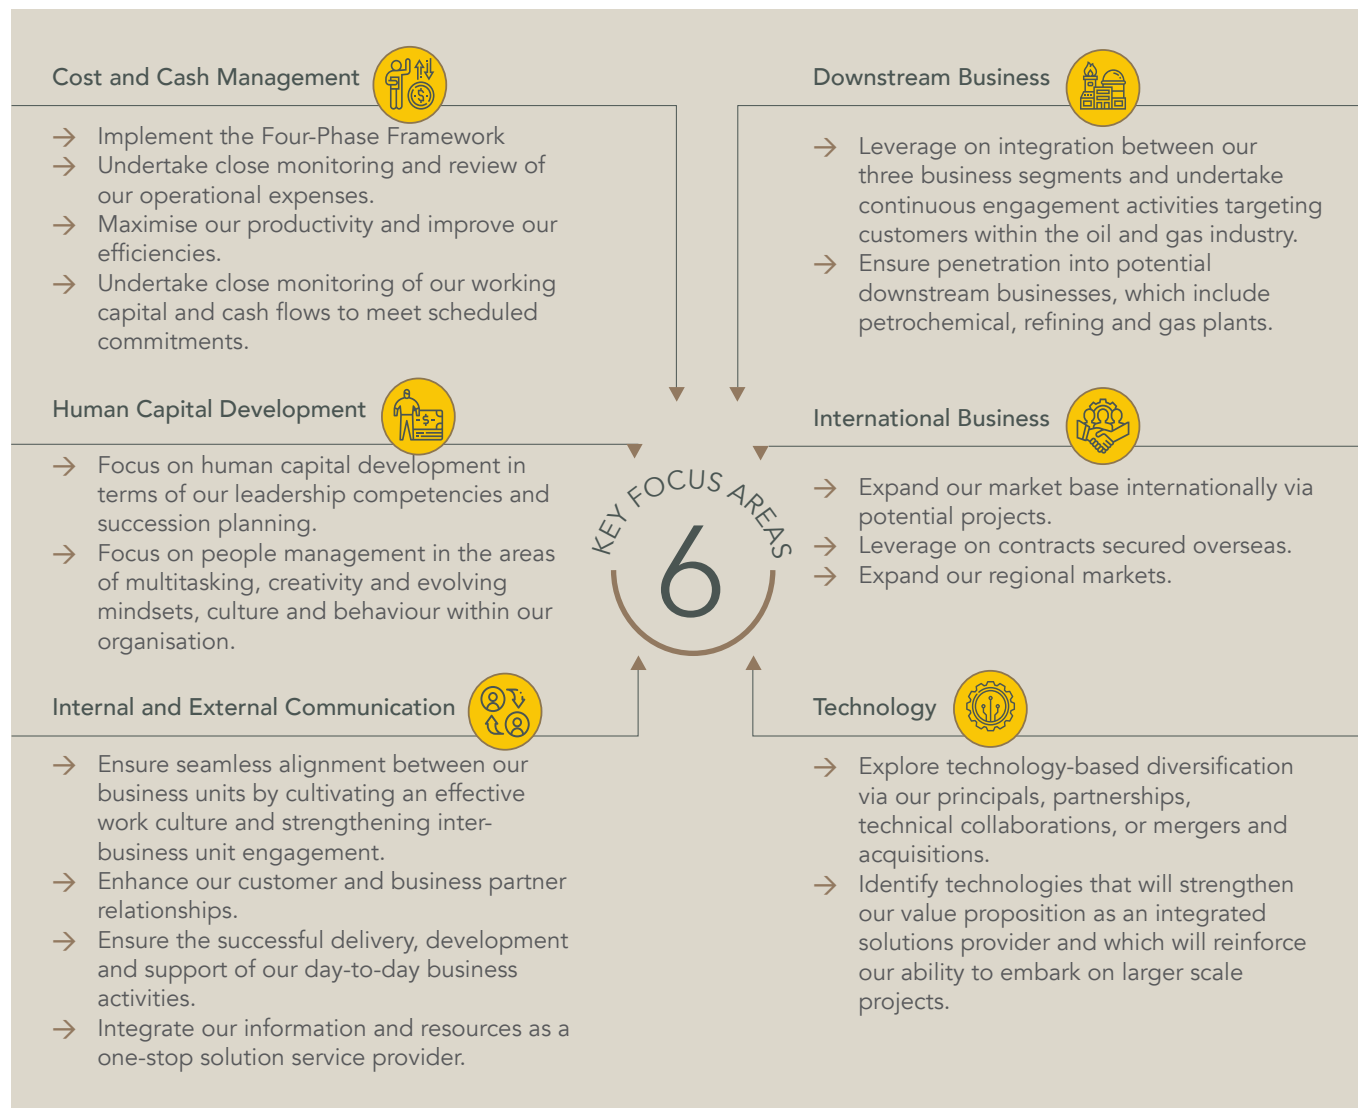 Cost and Cash Management
→ Implement the Four-Phase Framework
→ Undertake close monitoring and review of
our operational expenses.
→ Maximise our productivity and improve our
efficiencies.
→ Undertake close monitoring of our working
capital and cash flows to meet scheduled
commitments.
Human Capital Development
→ Focus on human capital development in
terms of our leadership competencies and
succession planning.
→ Focus on people management in the areas
of multitasking, creativity and evolving
mindsets, culture and behaviour within our
organisation.
Internal and External Communication
→ Ensure seamless alignment between our
business units by cultivating an effective
work culture and strengthening inter-
business unit engagement.
→ Enhance our customer and business partner
relationships.
→ Ensure the successful delivery, development
and support of our day-to-day business
activities.
→ Integrate our information and resources as a
one-stop solution service provider.
KEY FOCUS AREAS
6
Downstream Business
→ Leverage on integration between our
three business segments and undertake
continuous engagement activities targeting
customers within the oil and gas industry.
→ Ensure penetration into potential
downstream businesses, which include
petrochemical, refining and gas plants.
International Business
→ Expand our market base internationally via
potential projects.
→ Leverage on contracts secured overseas.
→ Expand our regional markets.
Technology
→ Explore technology-based diversification
via our principals, partnerships,
technical collaborations, or mergers and
acquisitions.
→ Identify technologies that will strengthen
our value proposition as an integrated
solutions provider and which will reinforce
our ability to embark on larger scale
projects.